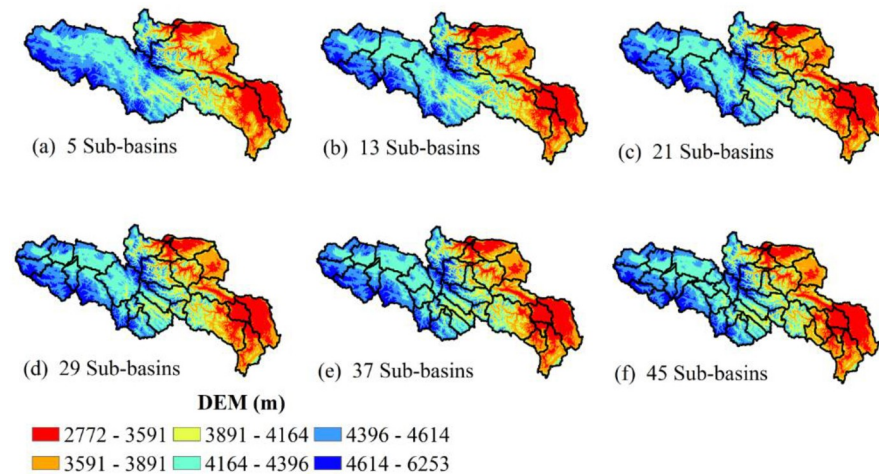 (a) 5 Sub-basins
(b) 13 Sub-basins
(c) 21 Sub-basins
(d) 29 Sub-basins
(e) 37 Sub-basins
(f) 45 Sub-basins
DEM (m)
2772 - 3591 3891 - 4164 4396 - 4614
3591 - 3891 4164 - 4396 4614 - 6253